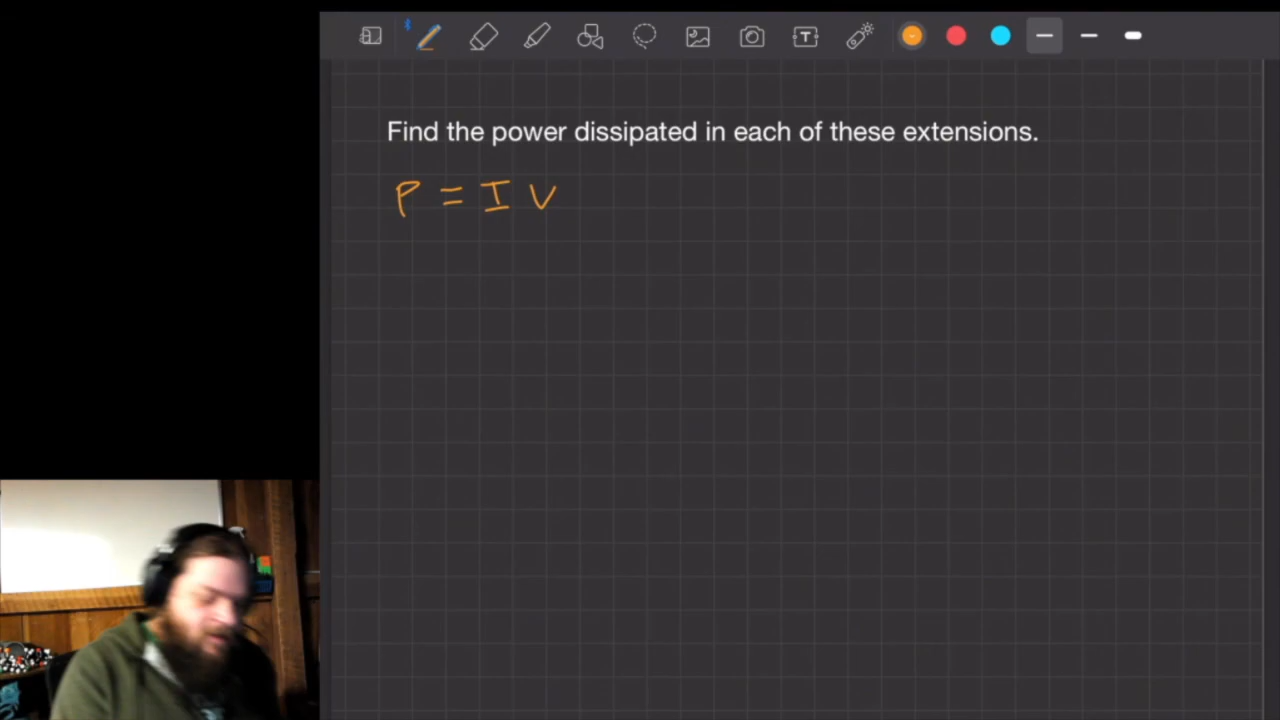 Find the power dissipated in each of these extensions.
P = I V